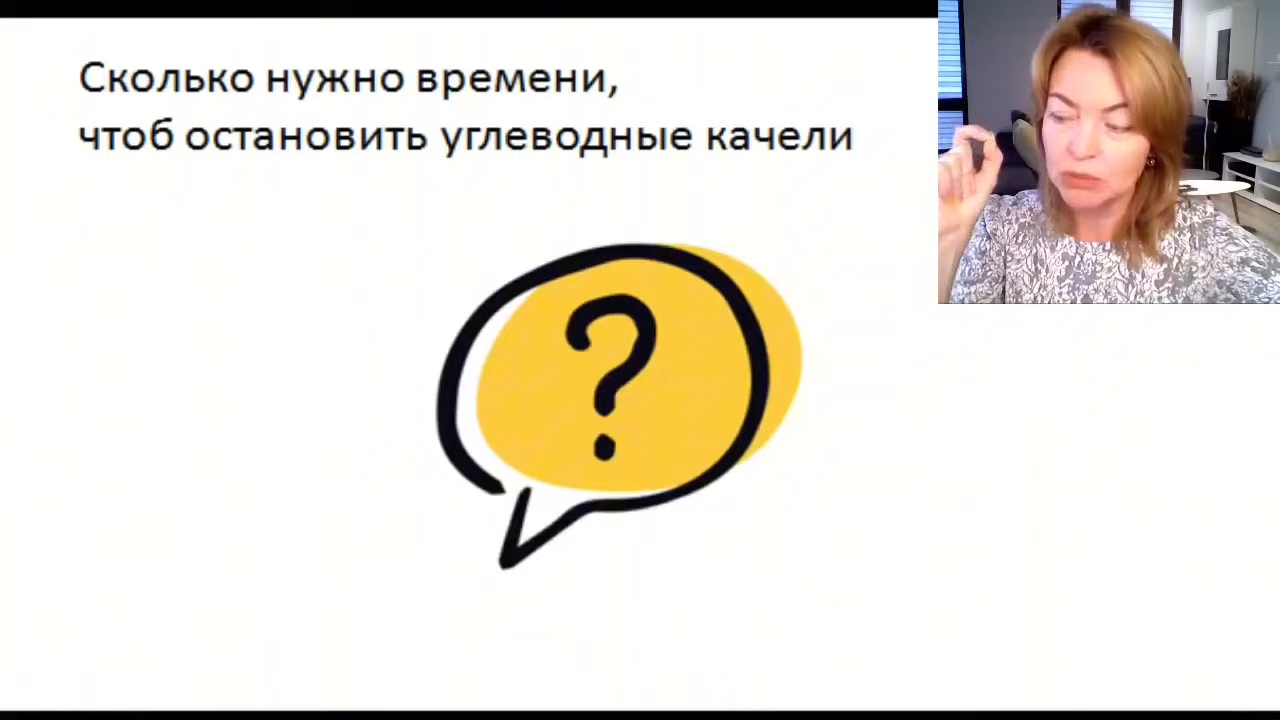 Сколько нужно времени,
чтоб остановить углеводные качели
?